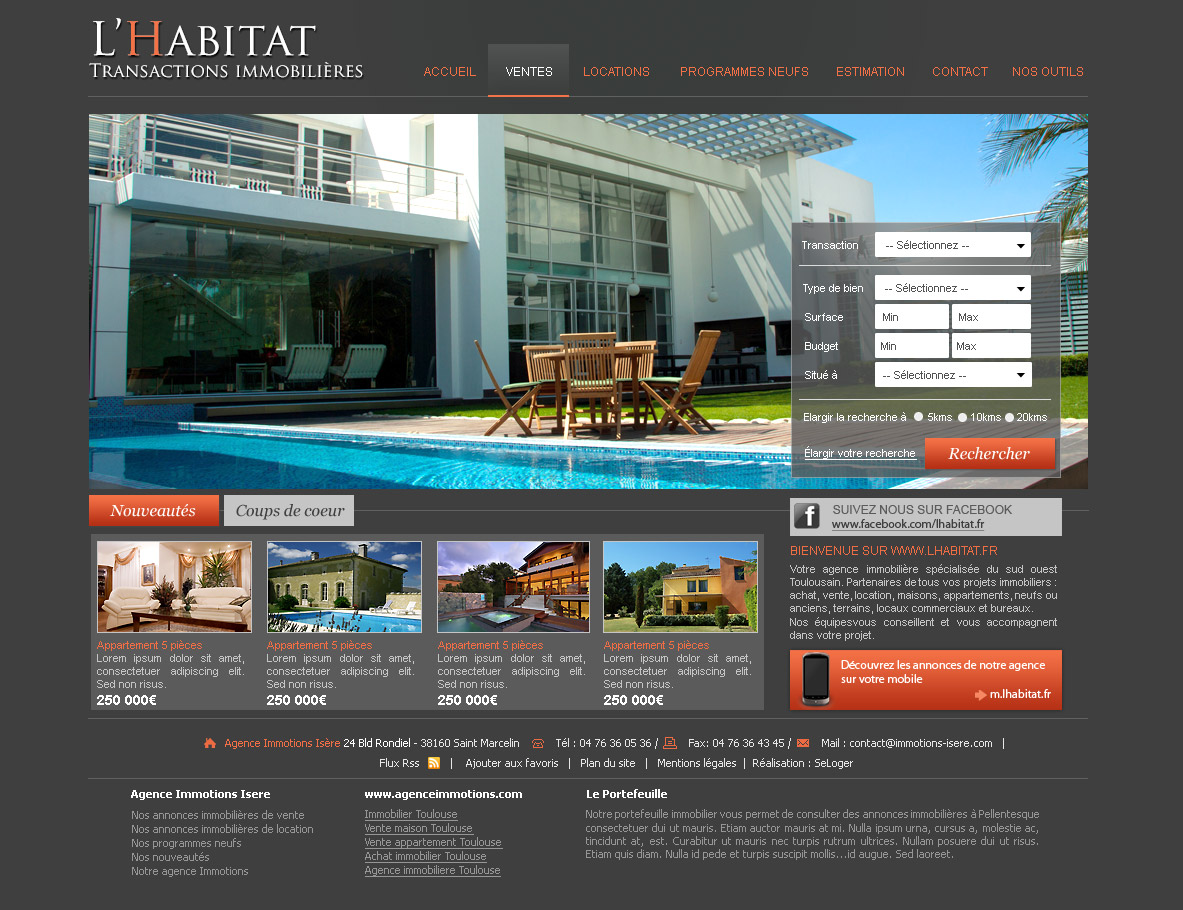 L'HABITAT
TRANSACTIONS IMMOBILIÈRES
ACCUEIL VENTES LOCATIONS PROGRAMMES NEUFS ESTIMATION CONTACT NOS OUTILS
Transaction -- Sélectionnez --
Type de bien -- Sélectionnez --
Surface Min Max
Budget Min Max
Situé à -- Sélectionnez --
Elargir la recherche à 5kms 10kms 20kms
Élargir votre recherche Rechercher
Nouveautés Coups de coeur
Appartement 5 pièces
Lorem ipsum dolor sit amet,
consectetuer adipiscing elit.
Sed non risus.
250 000€
Appartement 5 pièces
Lorem ipsum dolor sit amet,
consectetuer adipiscing elit.
Sed non risus.
250 000€
Appartement 5 pièces
Lorem ipsum dolor sit amet,
consectetuer adipiscing elit.
Sed non risus.
250 000€
Appartement 5 pièces
Lorem ipsum dolor sit amet,
consectetuer adipiscing elit.
Sed non risus.
250 000€
f SUIVEZ NOUS SUR FACEBOOK
www.facebook.com/lhabitat.fr
BIENVENUE SUR WWW.LHABITAT.FR
Votre agence immobilière spécialisée du sud ouest
Toulousain. Partenaires de tous vos projets immobiliers :
achat, vente, location, maisons, appartements, neufs ou
anciens, terrains, locaux commerciaux et bureaux.
Nos équipesvous conseillent et vous accompagnent
dans votre projet.
Découvrez les annonces de notre agence
sur votre mobile
m.lhabitat.fr
Agence Immotions Isère 24 Bld Rondiel - 38160 Saint Marcelin Tél : 04 76 36 05 36 / Fax: 04 76 36 43 45 / Mail : contact@immotions-isere.com |
Flux Rss | Ajouter aux favoris | Plan du site | Mentions légales | Réalisation : SeLoger
Agence Immotions Isere
Nos annonces immobilières de vente
Nos annonces immobilières de location
Nos programmes neufs
Nos nouveautés
Notre agence Immotions
www.agenceimmotions.com
Immobilier Toulouse
Vente maison Toulouse
Vente appartement Toulouse
Achat immobilier Toulouse
Agence immobiliere Toulouse
Le Portefeuille
Notre portefeuille immobilier vous permet de consulter des annonces immobilières à Pellentesque
consectetuer dui ut mauris. Etiam auctor mauris at mi. Nulla ipsum urna, cursus a, molestie ac,
tincidunt at, est. Curabitur ut mauris nec turpis rutrum ultrices. Nullam posuere dui ut risus.
Etiam quis diam. Nulla id pede et turpis suscipit mollis...id augue. Sed laoreet.